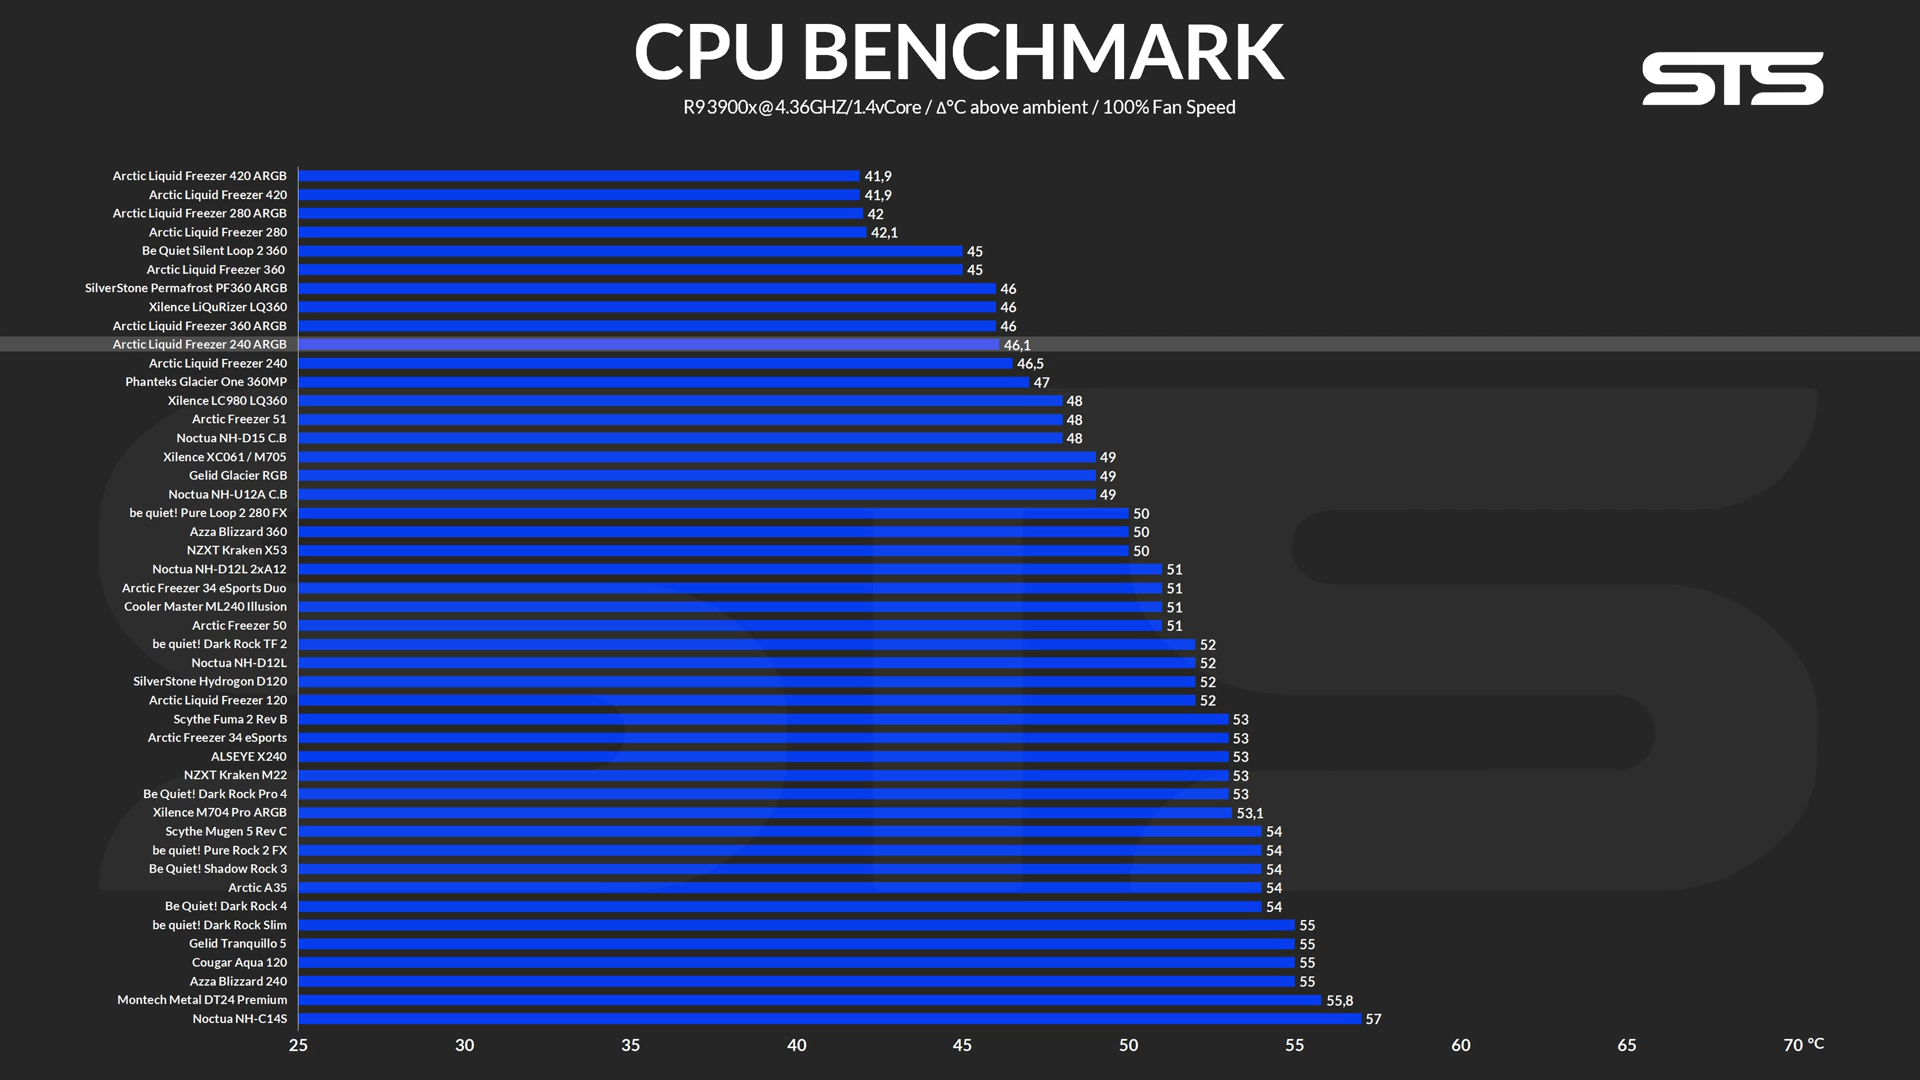 CPU BENCHMARK
STS
R9 3900x@4.36GHZ/1.4vCore / Δ°C above ambient / 100% Fan Speed
Arctic Liquid Freezer 420 ARGB 41,9
Arctic Liquid Freezer 420 41,9
Arctic Liquid Freezer 280 ARGB 42
Arctic Liquid Freezer 280 42,1
Be Quiet Silent Loop 2 360 45
Arctic Liquid Freezer 360 45
SilverStone Permafrost PF360 ARGB 46
Xilence LiQuRizer LQ360 46
Arctic Liquid Freezer 360 ARGB 46
Arctic Liquid Freezer 240 ARGB 46,1
Arctic Liquid Freezer 240 46,5
Phanteks Glacier One 360MP 47
Xilence LC980 LQ360 48
Arctic Freezer 51 48
Noctua NH-D15 C.B 48
Xilence XC061 / M705 49
Gelid Glacier RGB 49
Noctua NH-U12A C.B 49
be quiet! Pure Loop 2 280 FX 50
Azza Blizzard 360 50
NZXT Kraken X53 50
Noctua NH-D12L 2xA12 51
Arctic Freezer 34 eSports Duo 51
Cooler Master ML240 Illusion 51
Arctic Freezer 50 51
be quiet! Dark Rock TF 2 52
Noctua NH-D12L 52
SilverStone Hydrogon D120 52
Arctic Liquid Freezer 120 52
Scythe Fuma 2 Rev B 53
Arctic Freezer 34 eSports 53
ALSEYE X240 53
NZXT Kraken M22 53
Be Quiet! Dark Rock Pro 4 53
Xilence M704 Pro ARGB 53,1
Scythe Mugen 5 Rev C 54
be quiet! Pure Rock 2 FX 54
Be Quiet! Shadow Rock 3 54
Arctic A35 54
Be Quiet! Dark Rock 4 54
be quiet! Dark Rock Slim 55
Gelid Tranquillo 5 55
Cougar Aqua 120 55
Azza Blizzard 240 55
Montech Metal DT24 Premium 55,8
Noctua NH-C14S 57
25 30 35 40 45 50 55 60 65 70 °C